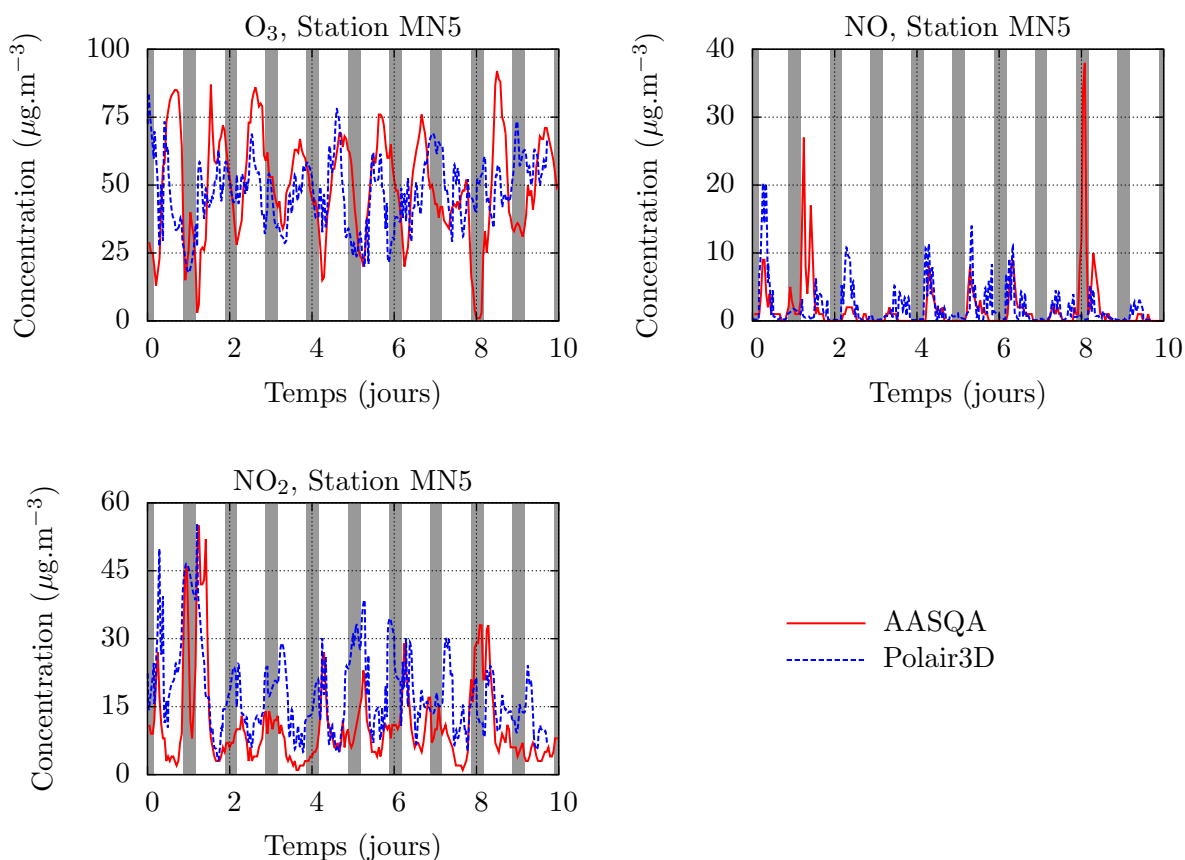 O₃, Station MN5
Concentration (µg.m⁻³)
100
75
50
25
0
0 2 4 6 8 10
Temps (jours)
NO, Station MN5
Concentration (µg.m⁻³)
40
30
20
10
0
0 2 4 6 8 10
Temps (jours)
NO₂, Station MN5
Concentration (µg.m⁻³)
60
45
30
15
0
0 2 4 6 8 10
Temps (jours)
AASQA
Polair3D